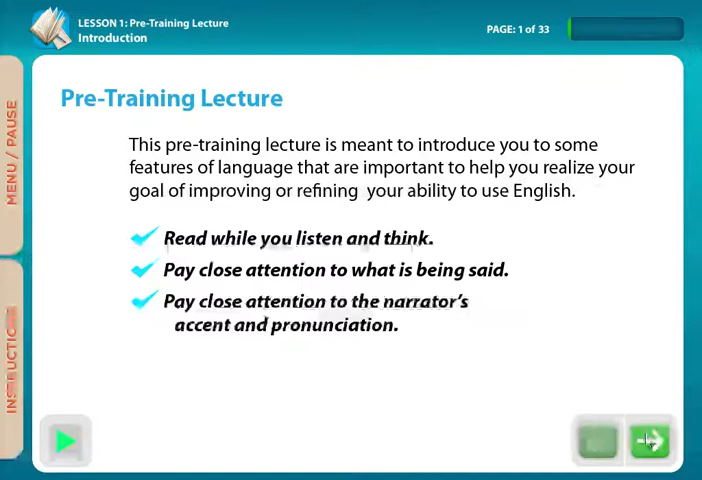 LESSON 1: Pre-Training Lecture
Introduction
PAGE: 1 of 33
MENU / PAUSE
INSTRUCTIONS
Pre-Training Lecture
This pre-training lecture is meant to introduce you to some
features of language that are important to help you realize your
goal of improving or refining your ability to use English.
Read while you listen and think.
Pay close attention to what is being said.
Pay close attention to the narrator's
accent and pronunciation.